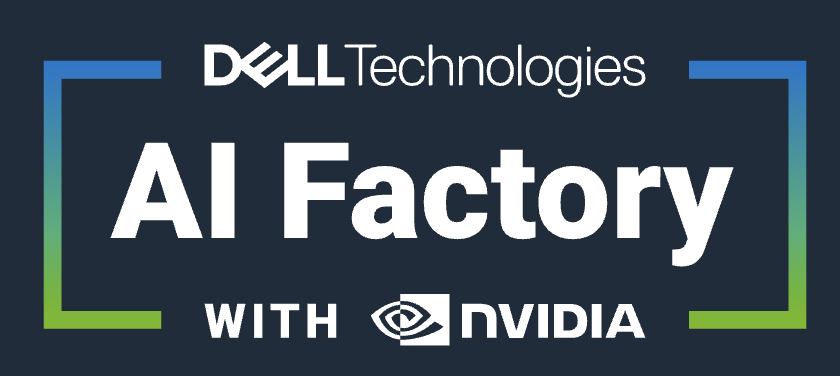 DELLTechnologies
AI Factory
WITH NVIDIA